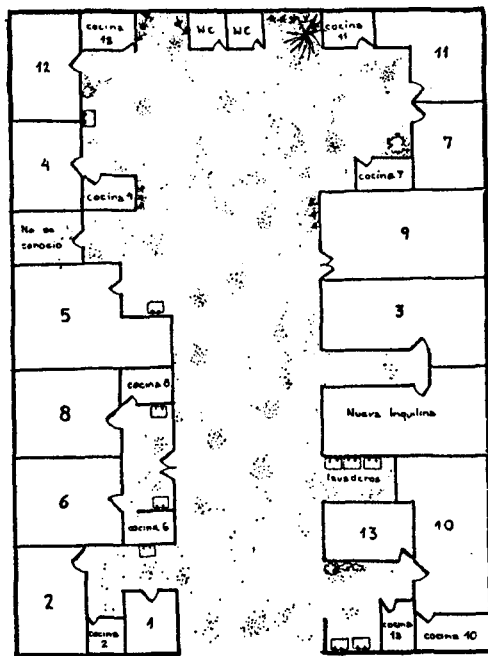 cocina
12
WC
WC
cocina
11
12
11
4
7
cocina 4
cocina 7
No se
conoció
9
5
3
8
cocina 8
Nueva Inquilina
lavaderos
6
cocina 6
13
10
2
cocina
2
1
cocina
13
cocina 10